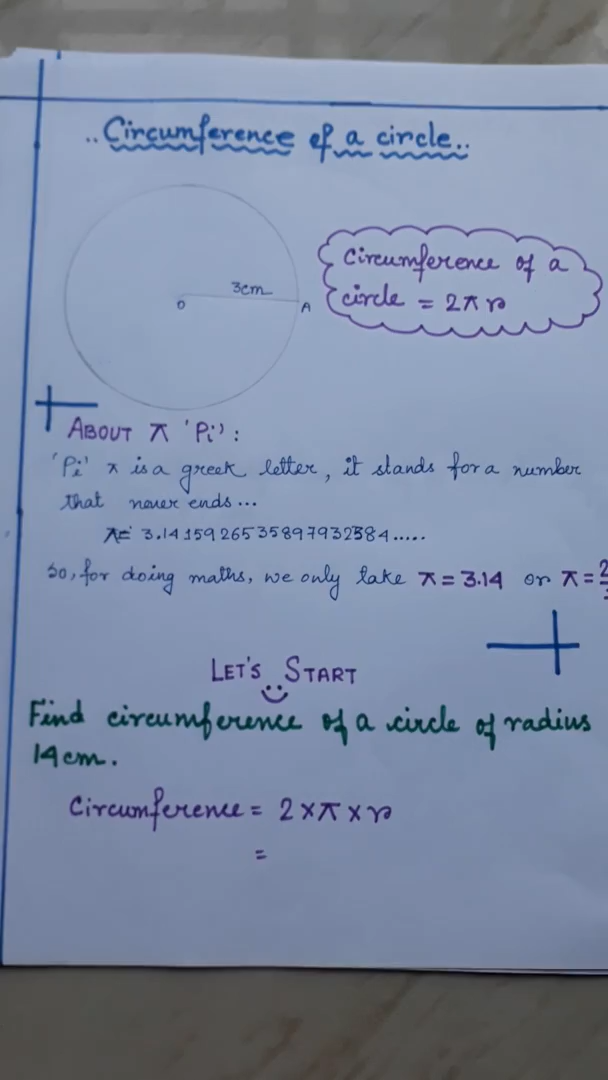 ..Circumference of a circle..
3cm
O
A
Circumference of a
circle = 2πr
ABOUT π 'Pi':
'Pi' π is a greek letter, it stands for a number
that never ends...
π= 3.1415926535897932384.....
So, for doing maths, we only take π = 3.14 or π =
LET'S START
Find circumference of a circle of radius
14cm.
Circumference = 2×π×r
=